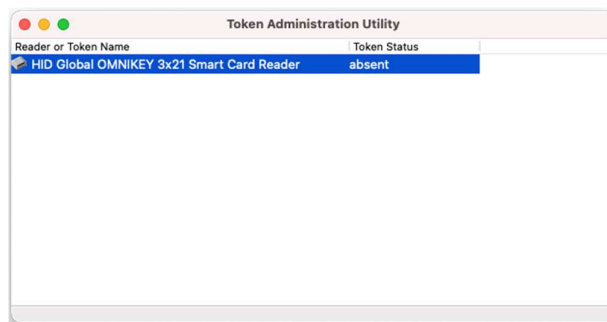 Token Administration Utility
Reader or Token Name Token Status
HID Global OMNIKEY 3x21 Smart Card Reader absent